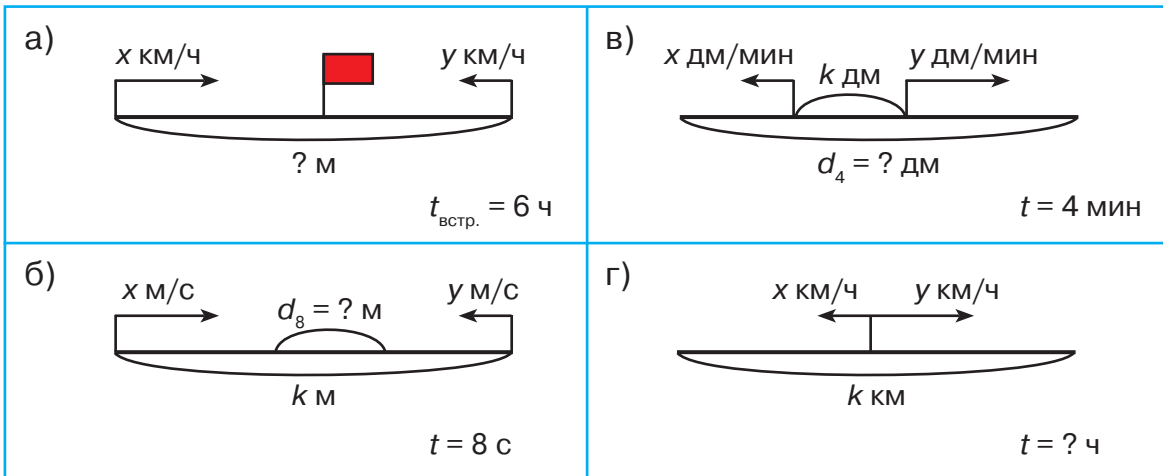 а)
x км/ч
y км/ч
? м
tвстр. = 6 ч
в)
x дм/мин
k дм
y дм/мин
d4 = ? дм
t = 4 мин
б)
x м/с
d8 = ? м
y м/с
k м
t = 8 с
г)
x км/ч
y км/ч
k км
t = ? ч